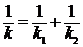 1/k = 1/k₁ + 1/k₂